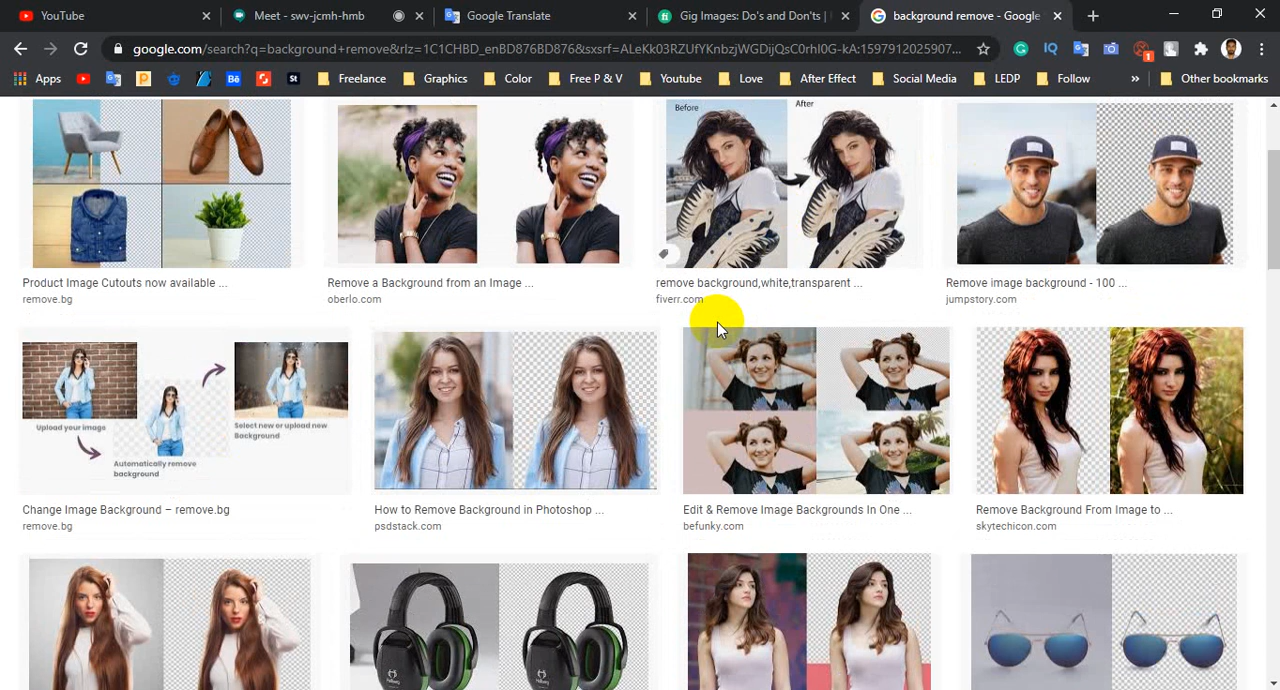 YouTube
Meet - swv-jcmh-hmb
Google Translate
Gig Images: Do's and Don'ts |
background remove - Google
google.com/search?q=background+remove&rlz=1C1CHBD_enBD876BD876&sxsrf=ALeKk03RZUfYKnbzjWGDijQsC0rhl0G-kA:1597912025907...
Apps
Freelance
Graphics
Color
Free P & V
Youtube
Love
After Effect
Social Media
LEDP
Follow
Other bookmarks
Before
After
Product Image Cutouts now available ...
remove.bg
Remove a Background from an Image ...
oberlo.com
remove background,white,transparent ...
fiverr.com
Remove image background - 100 ...
jumpstory.com
Upload your image
Automatically remove
background
Select new or upload new
Background
Change Image Background – remove.bg
remove.bg
How to Remove Background in Photoshop ...
psdstack.com
Edit & Remove Image Backgrounds In One ...
befunky.com
Remove Background From Image to ...
skytechicon.com